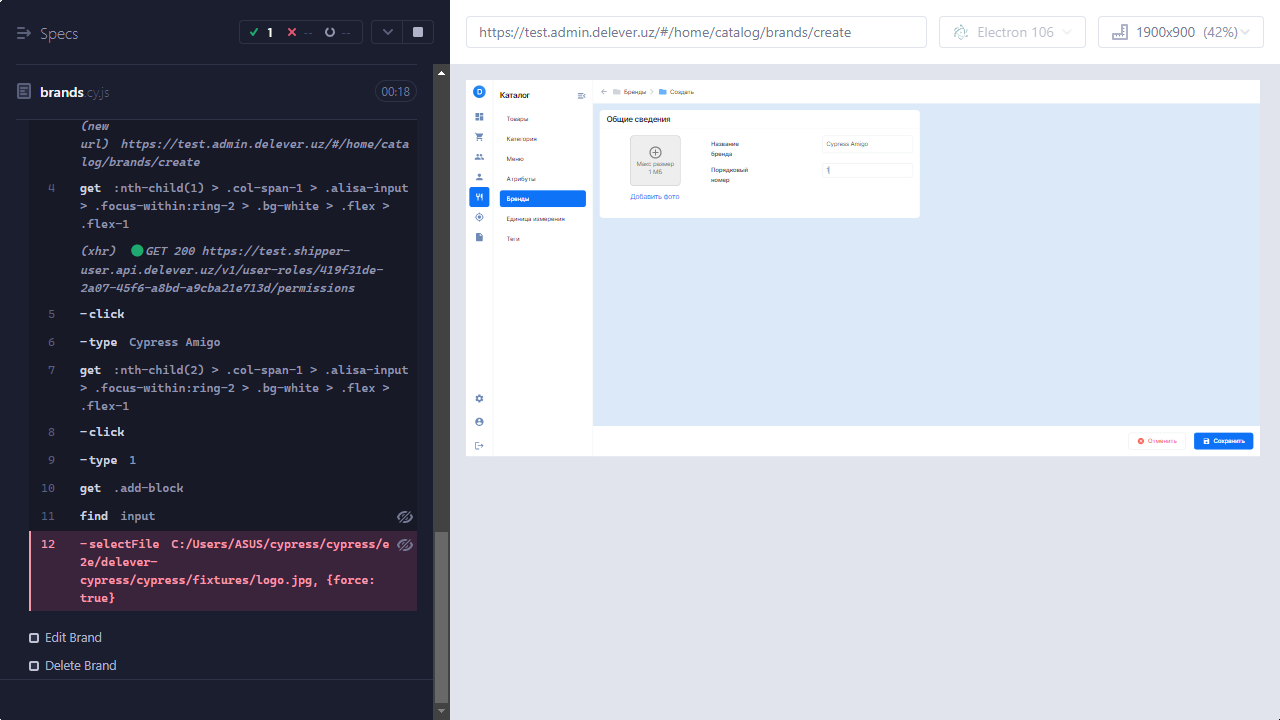 Specs
1
--
--
brands.cy.js
00:18
(new
url) https://test.admin.delever.uz/#/home/cata
log/brands/create
4 get :nth-child(1) > .col-span-1 > .alisa-input
> .focus-within:ring-2 > .bg-white > .flex >
.flex-1
(xhr) GET 200 https://test.shipper-
user.api.delever.uz/v1/user-roles/419f31de-
2a07-45f6-a8bd-a9cba21e713d/permissions
5 -click
6 -type Cypress Amigo
7 get :nth-child(2) > .col-span-1 > .alisa-input
> .focus-within:ring-2 > .bg-white > .flex >
.flex-1
8 -click
9 -type 1
10 get .add-block
11 find input
12 -selectFile C:/Users/ASUS/cypress/cypress/e
2e/delever-
cypress/cypress/fixtures/logo.jpg, {force:
true}
Edit Brand
Delete Brand
https://test.admin.delever.uz/#/home/catalog/brands/create
Electron 106
1900x900 (42%)
D
Каталог
Товары
Категория
Меню
Атрибуты
Бренды
Единица измерения
Теги
Бренды
Создать
Общие сведения
Макс размер
1 МБ
Добавить фото
Название
бренда
Cypress Amigo
Порядковый
номер
1
Отменить
Сохранить